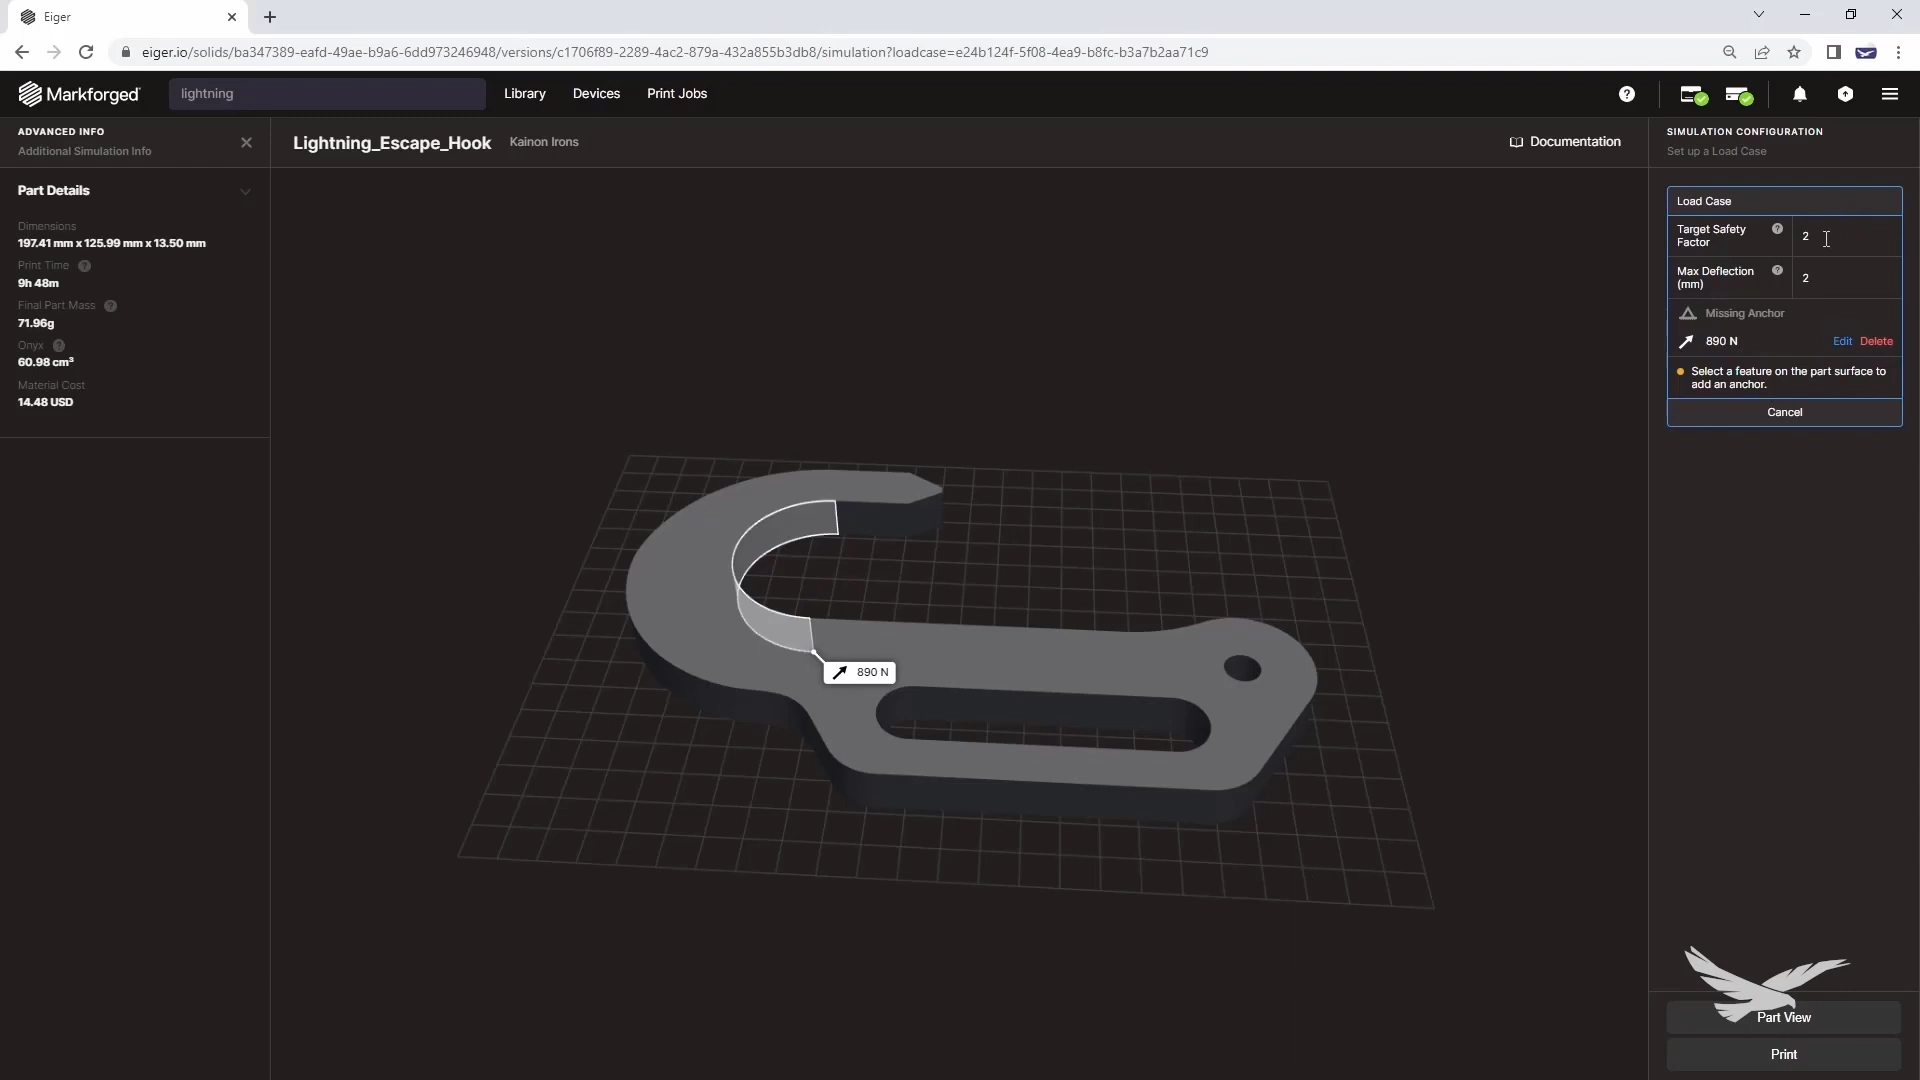 Eiger
eiger.io/solids/ba347389-eafd-49ae-b9a6-6dd973246948/versions/c1706f89-2289-4ac2-879a-432a855b3db8/simulation?loadcase=e24b124f-5f08-4ea9-b8fc-b3a7b2aa71c9
Markforged
lightning
Library
Devices
Print Jobs
ADVANCED INFO
Additional Simulation Info
Lightning_Escape_Hook
Kainon Irons
Documentation
SIMULATION CONFIGURATION
Set up a Load Case
Part Details
Dimensions
197.41 mm x 125.99 mm x 13.50 mm
Print Time
9h 48m
Final Part Mass
71.96g
Onyx
60.98 cm³
Material Cost
14.48 USD
Load Case
Target Safety
Factor
2
Max Deflection
(mm)
2
Missing Anchor
890 N
Edit Delete
Select a feature on the part surface to
add an anchor.
Cancel
890 N
Part View
Print